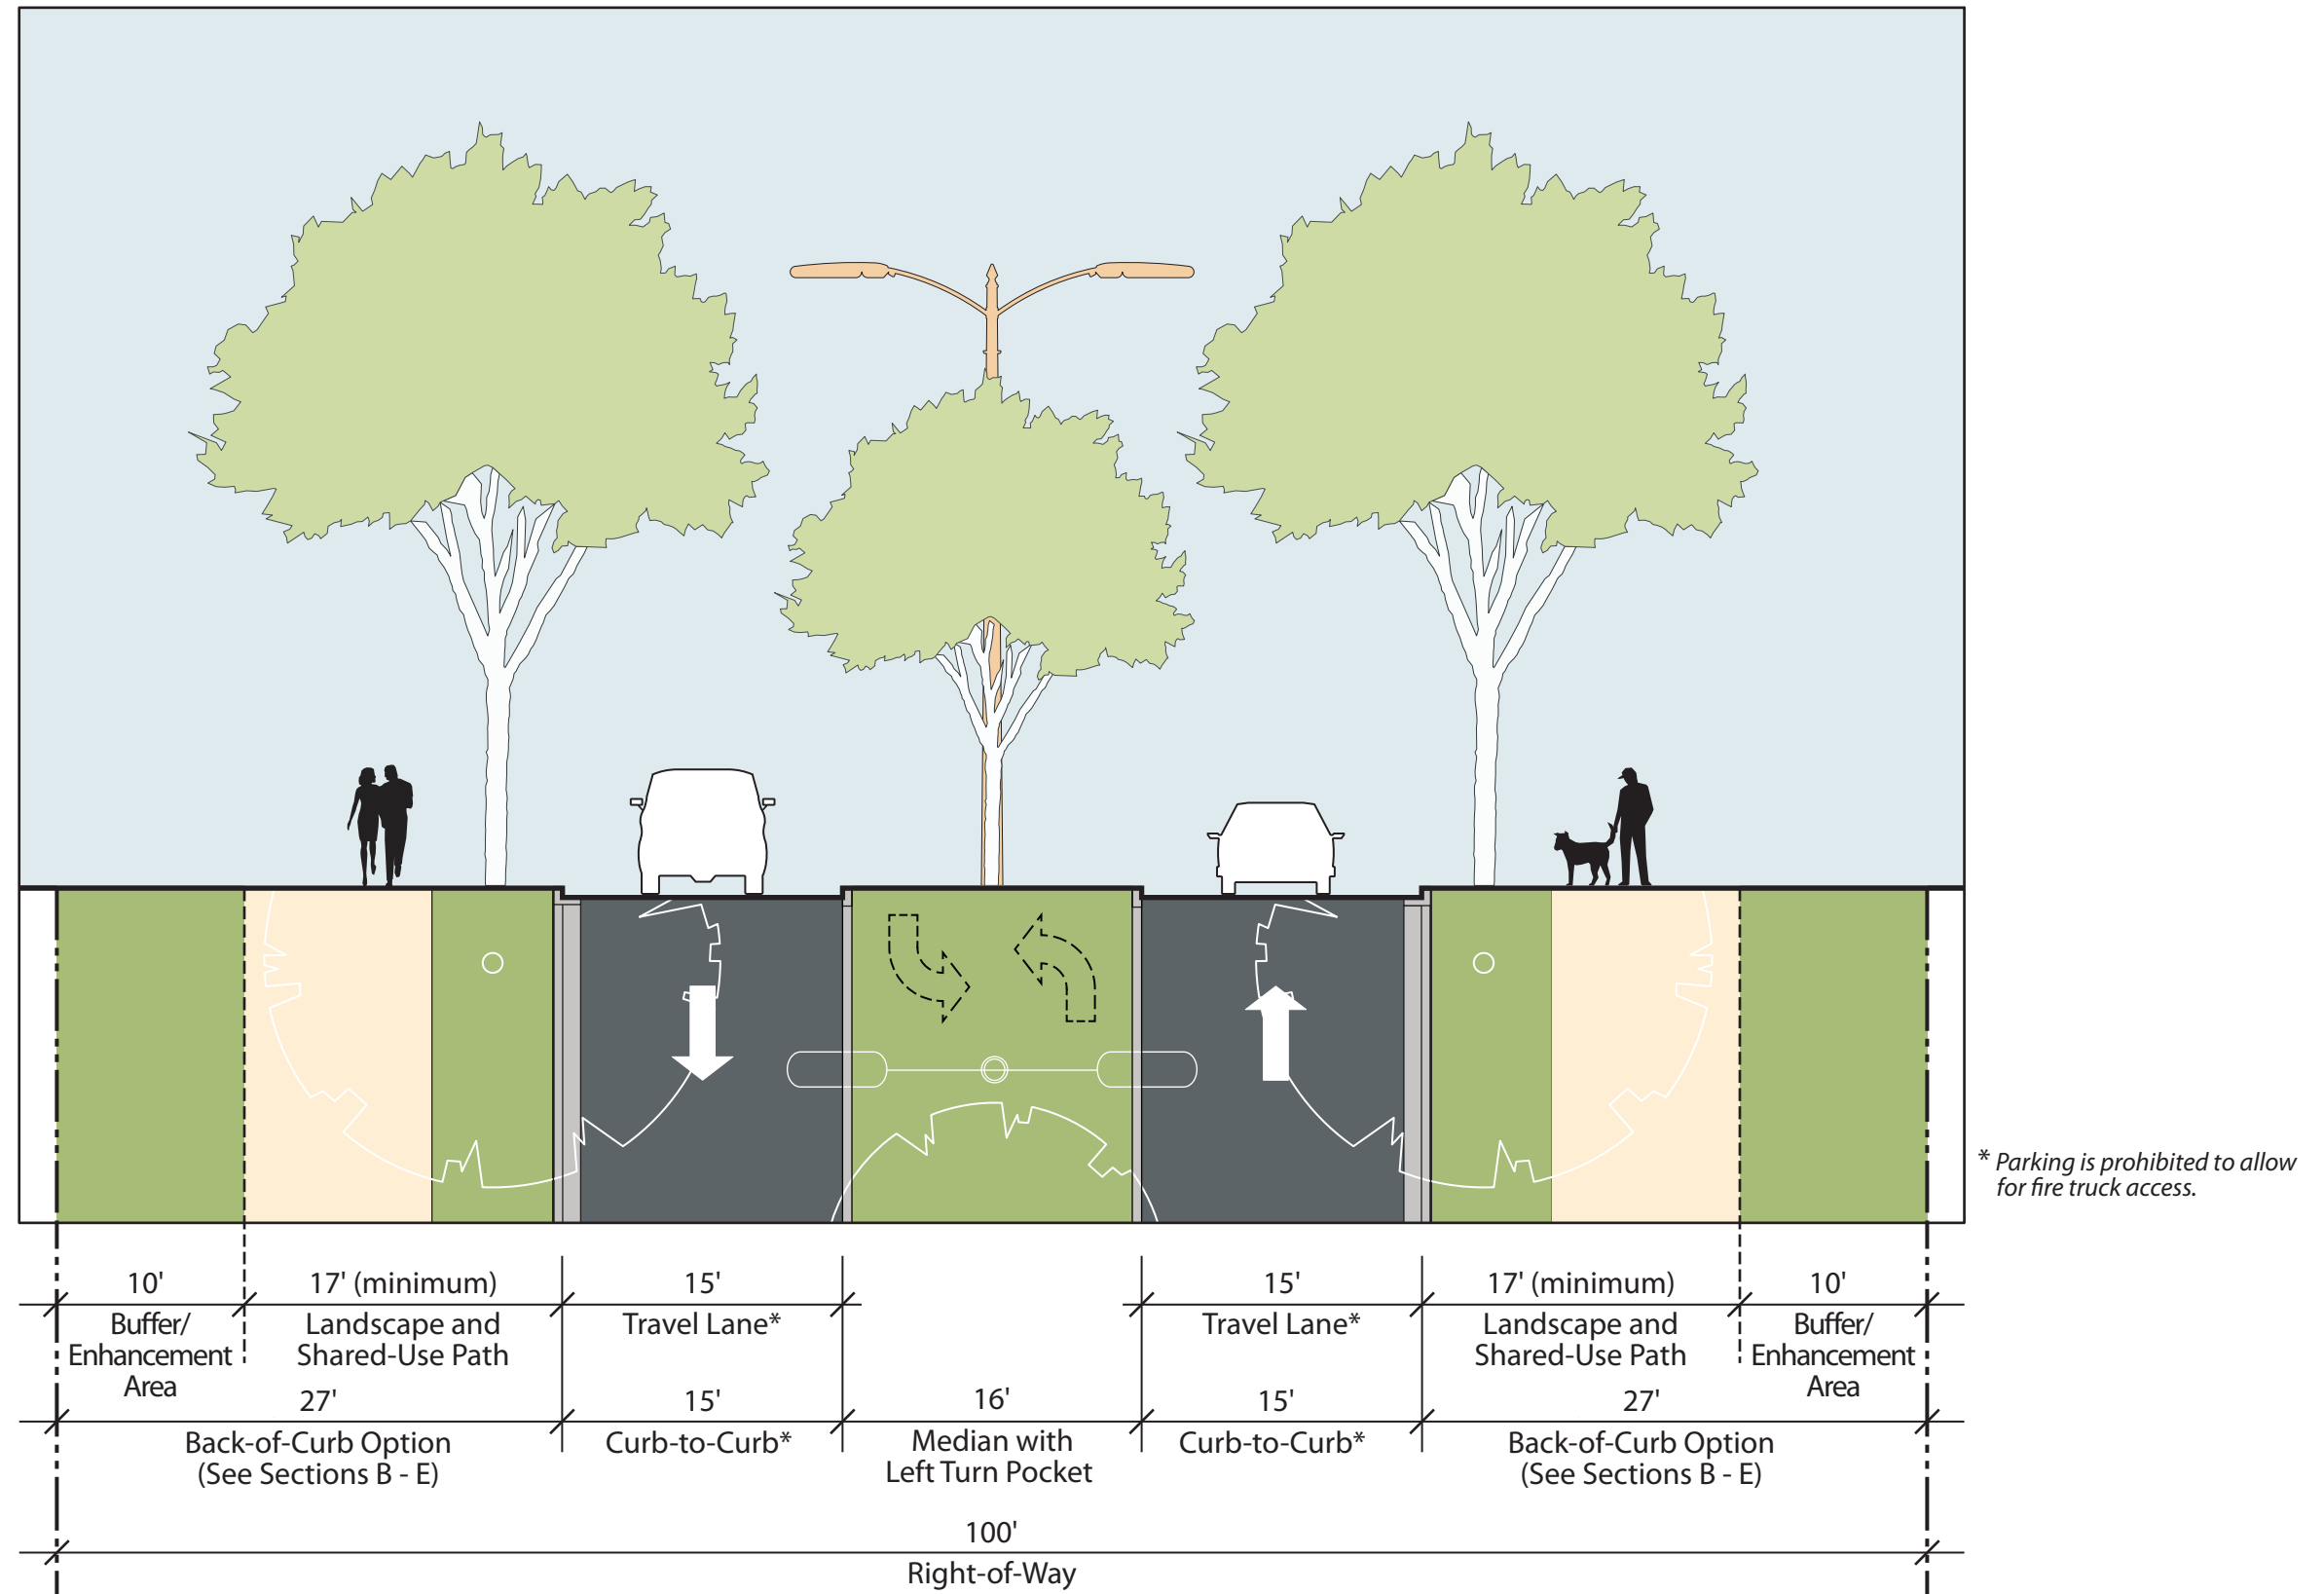 * Parking is prohibited to allow
for fire truck access.
10'
17' (minimum)
15'
15'
17' (minimum)
10'
Buffer/
Enhancement
Area
Landscape and
Shared-Use Path
Travel Lane*
Travel Lane*
Landscape and
Shared-Use Path
Buffer/
Enhancement
Area
27'
15'
16'
15'
27'
Back-of-Curb Option
(See Sections B - E)
Curb-to-Curb*
Median with
Left Turn Pocket
Curb-to-Curb*
Back-of-Curb Option
(See Sections B - E)
100'
Right-of-Way